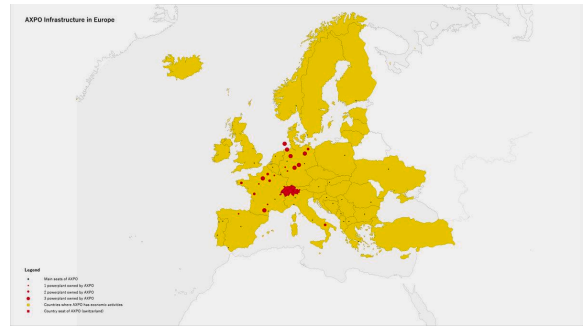 AXPO Infrastructure in Europe
Legend
Main seats of AXPO
1 powerplant owned by AXPO
2 powerplant owned by AXPO
3 powerplant owned by AXPO
Countries where AXPO has economic activities
Country seat of AXPO (switzerland)